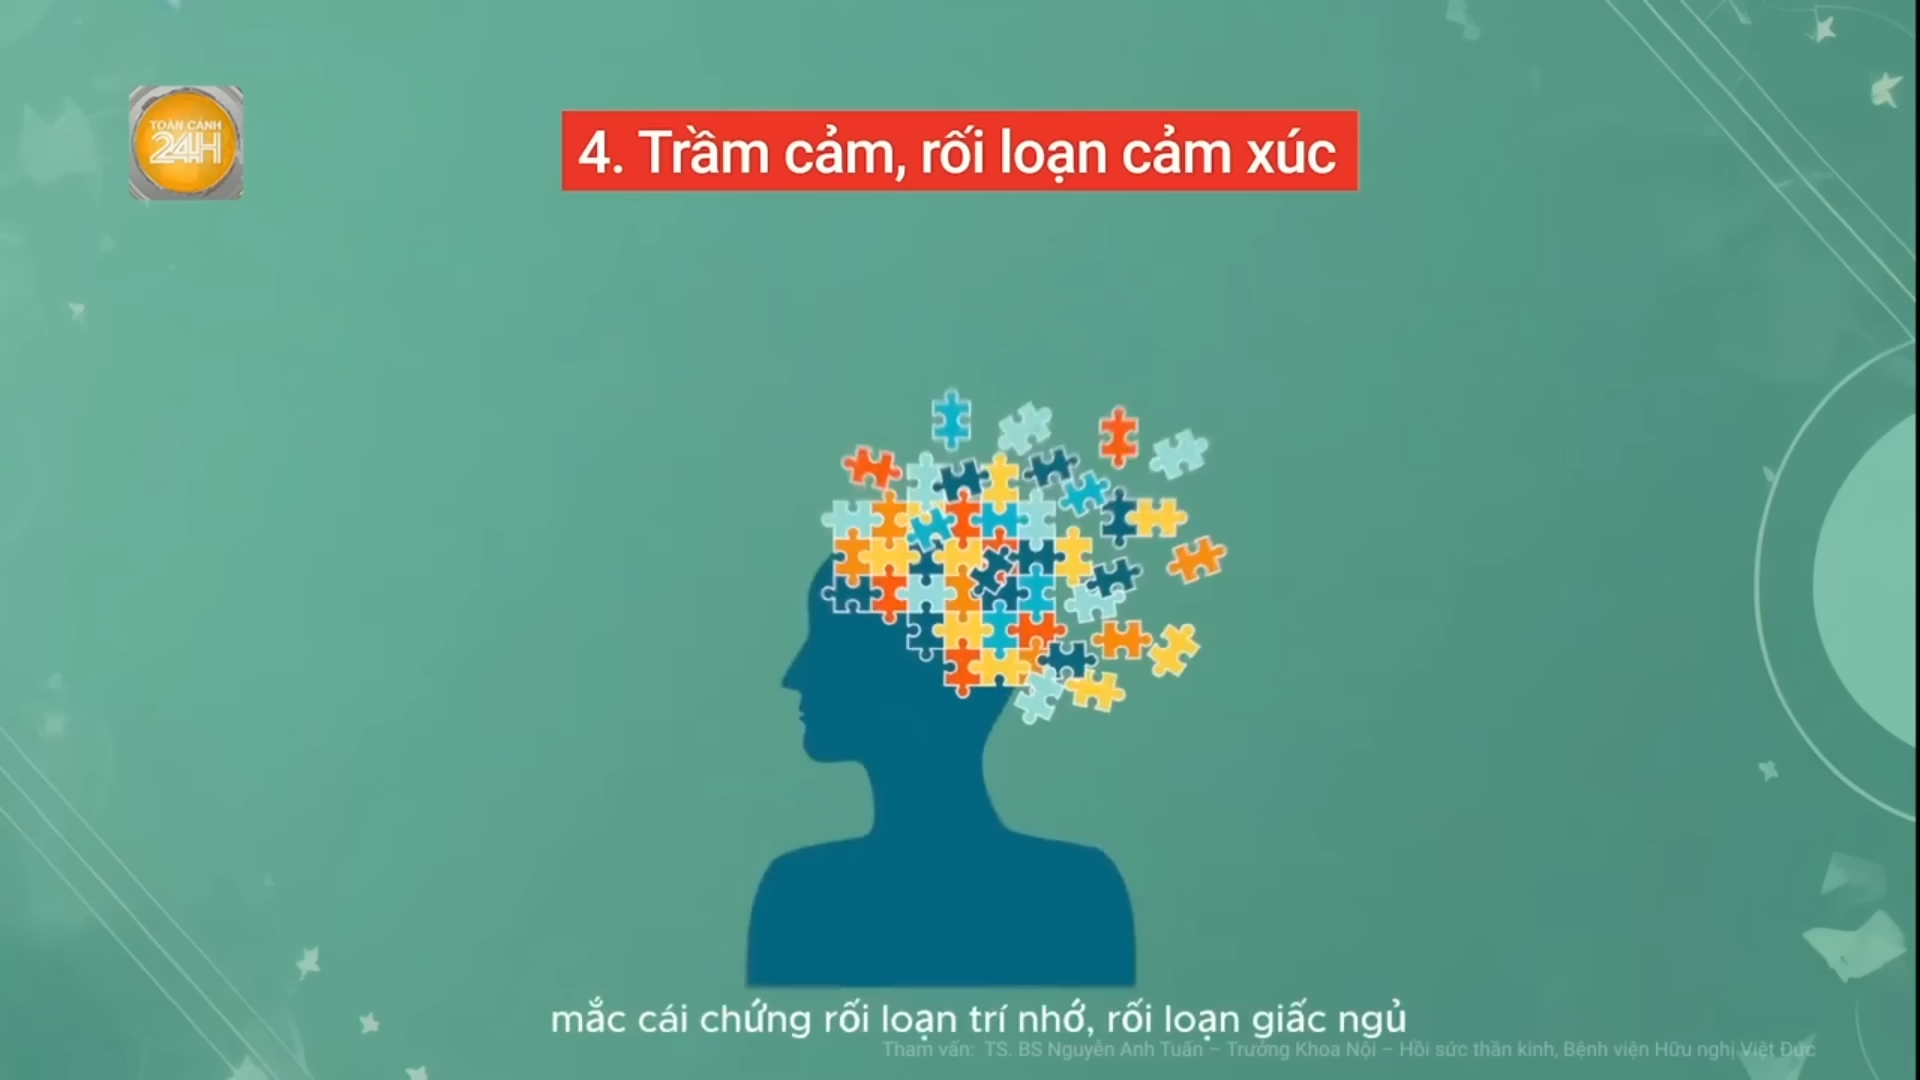 TOÀN CẢNH
24H
4. Trầm cảm, rối loạn cảm xúc
mắc cái chứng rối loạn trí nhớ, rối loạn giấc ngủ
Tham vấn: TS. BS Nguyễn Anh Tuấn – Trưởng Khoa Nội – Hồi sức thần kinh, Bệnh viện Hữu nghị Việt Đức